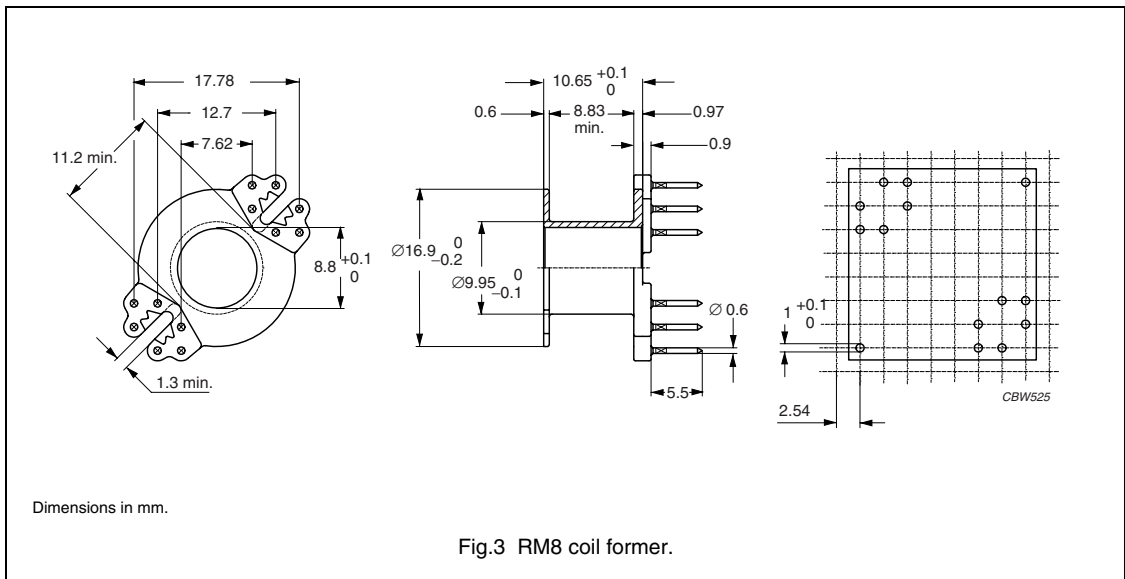 17.78
12.7
7.62
11.2 min.
8.8 +0.1 0
1.3 min.
10.65 +0.1 0
0.6
8.83 min.
0.97
0.9
∅16.9 0 −0.2
∅9.95 0 −0.1
∅ 0.6
5.5
1 +0.1 0
2.54
CBW525
Dimensions in mm.
Fig.3 RM8 coil former.